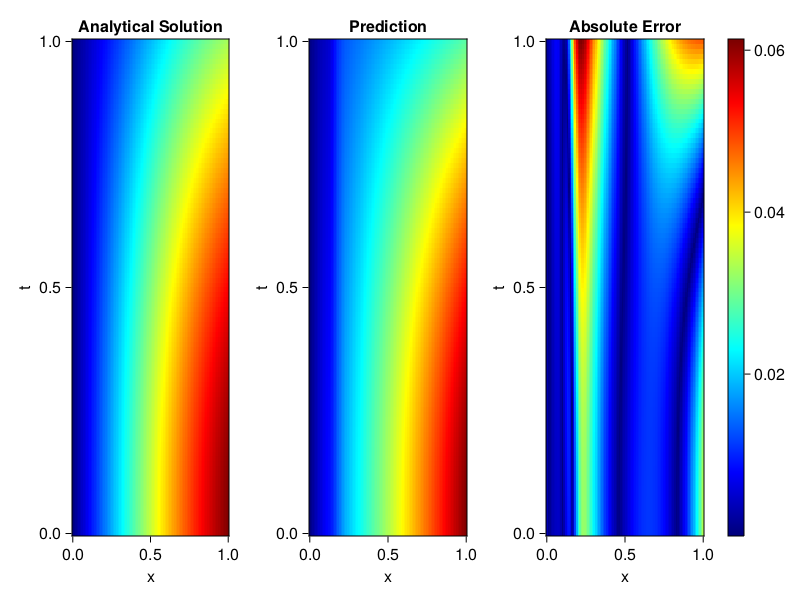 Analytical Solution Prediction Absolute Error
1.0 1.0 1.0 0.06
0.04
t 0.5 t 0.5 t 0.5
0.02
0.0 0.0 0.0
0.0 0.5 1.0 0.0 0.5 1.0 0.0 0.5 1.0
x x x